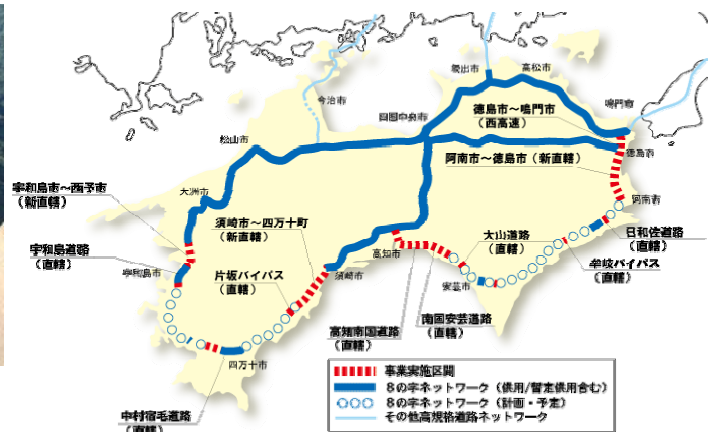 坂出市
高松市
鳴門市
今治市
四国中央市
徳島市～鳴門市
（西高速）
松山市
徳島市
阿南市～徳島市（新直轄）
大洲市
阿南市
宇和島市～西予市
（新直轄）
須崎市～四万十町
（新直轄）
大山道路
（直轄）
日和佐道路
（直轄）
宇和島道路
（直轄）
高知市
牟岐バイパス
（直轄）
宇和島市
片坂バイパス
（直轄）
須崎市
安芸市
南国安芸道路
（直轄）
高知南国道路
（直轄）
四万十市
中村宿毛道路
（直轄）
事業実施区間
8の字ネットワーク（供用/暫定供用含む）
8の字ネットワーク（計画・予定）
その他高規格道路ネットワーク